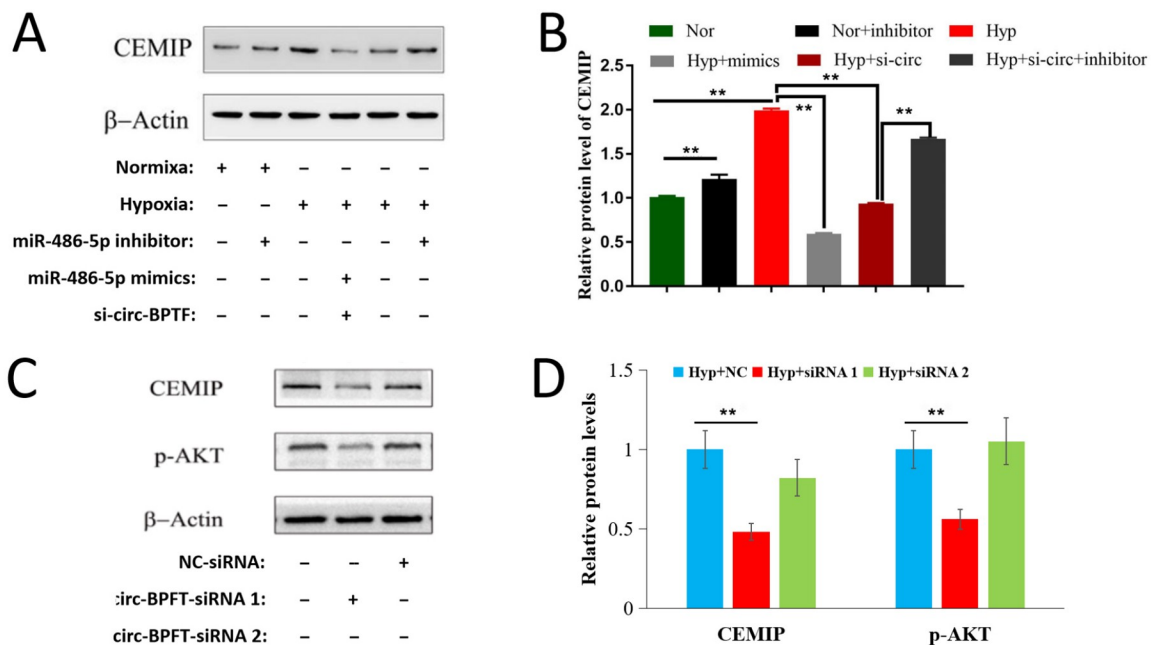 A
CEMIP
β–Actin
Normixa: + + – – – –
Hypoxia: – – + + + +
miR-486-5p inhibitor: – + – – – +
miR-486-5p mimics: – – – + – –
si-circ-BPTF: – – – + – –
B
Nor Nor+inhibitor Hyp
Hyp+mimics Hyp+si-circ Hyp+si-circ+inhibitor
Relative protein level of CEMIP
2.5
2.0
1.5
1.0
0.5
0.0
**
**
**
**
**
C
CEMIP
p-AKT
β–Actin
NC-siRNA: – – +
:irc-BPFT-siRNA 1: – + –
circ-BPFT-siRNA 2: – – –
D
Hyp+NC Hyp+siRNA 1 Hyp+siRNA 2
Relative protein levels
1.5
1
0.5
0
**
**
CEMIP p-AKT